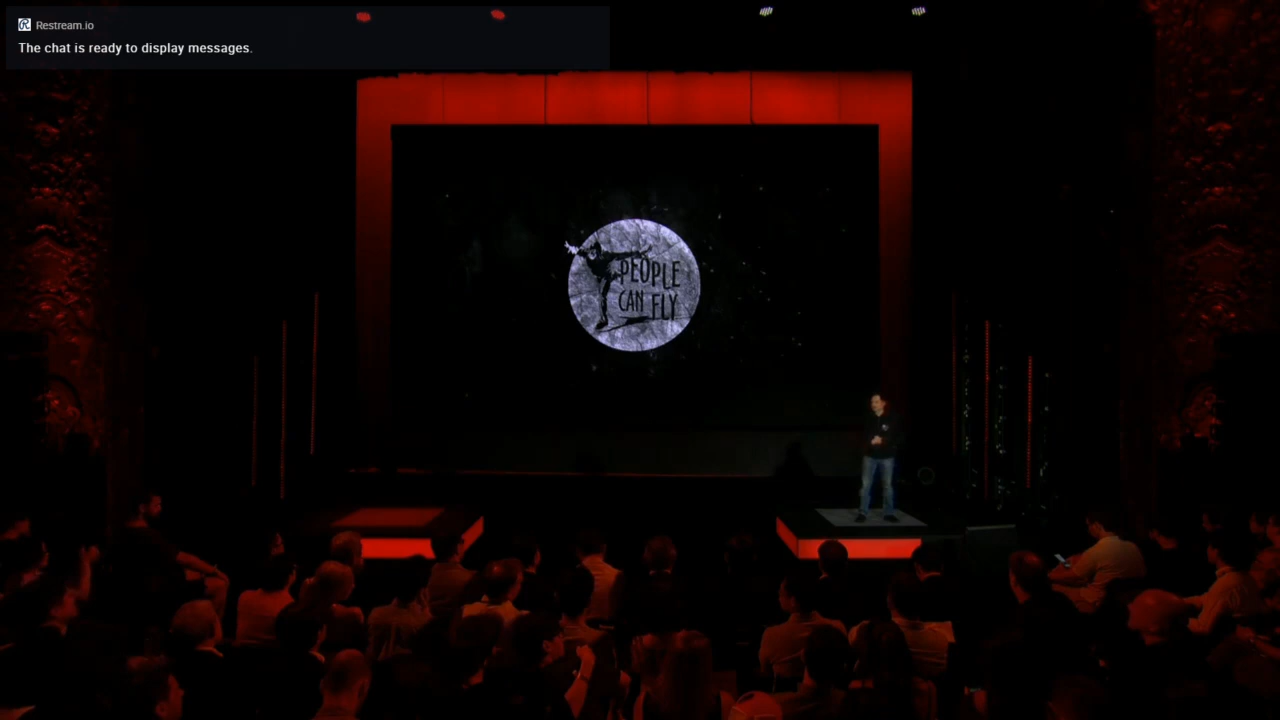 Restream.io
The chat is ready to display messages.
PEOPLE
CAN FLY